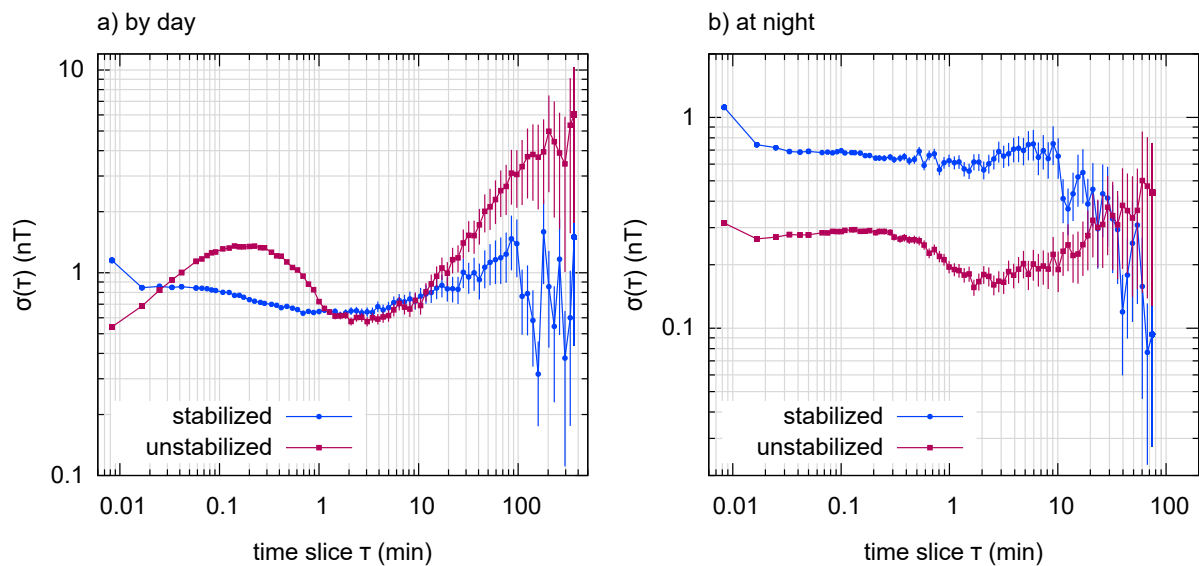 a) by day
10
1
0.1
σ(τ) (nT)
stabilized
unstabilized
0.01
0.1
1
10
100
time slice τ (min)
b) at night
1
0.1
σ(τ) (nT)
stabilized
unstabilized
0.01
0.1
1
10
100
time slice τ (min)